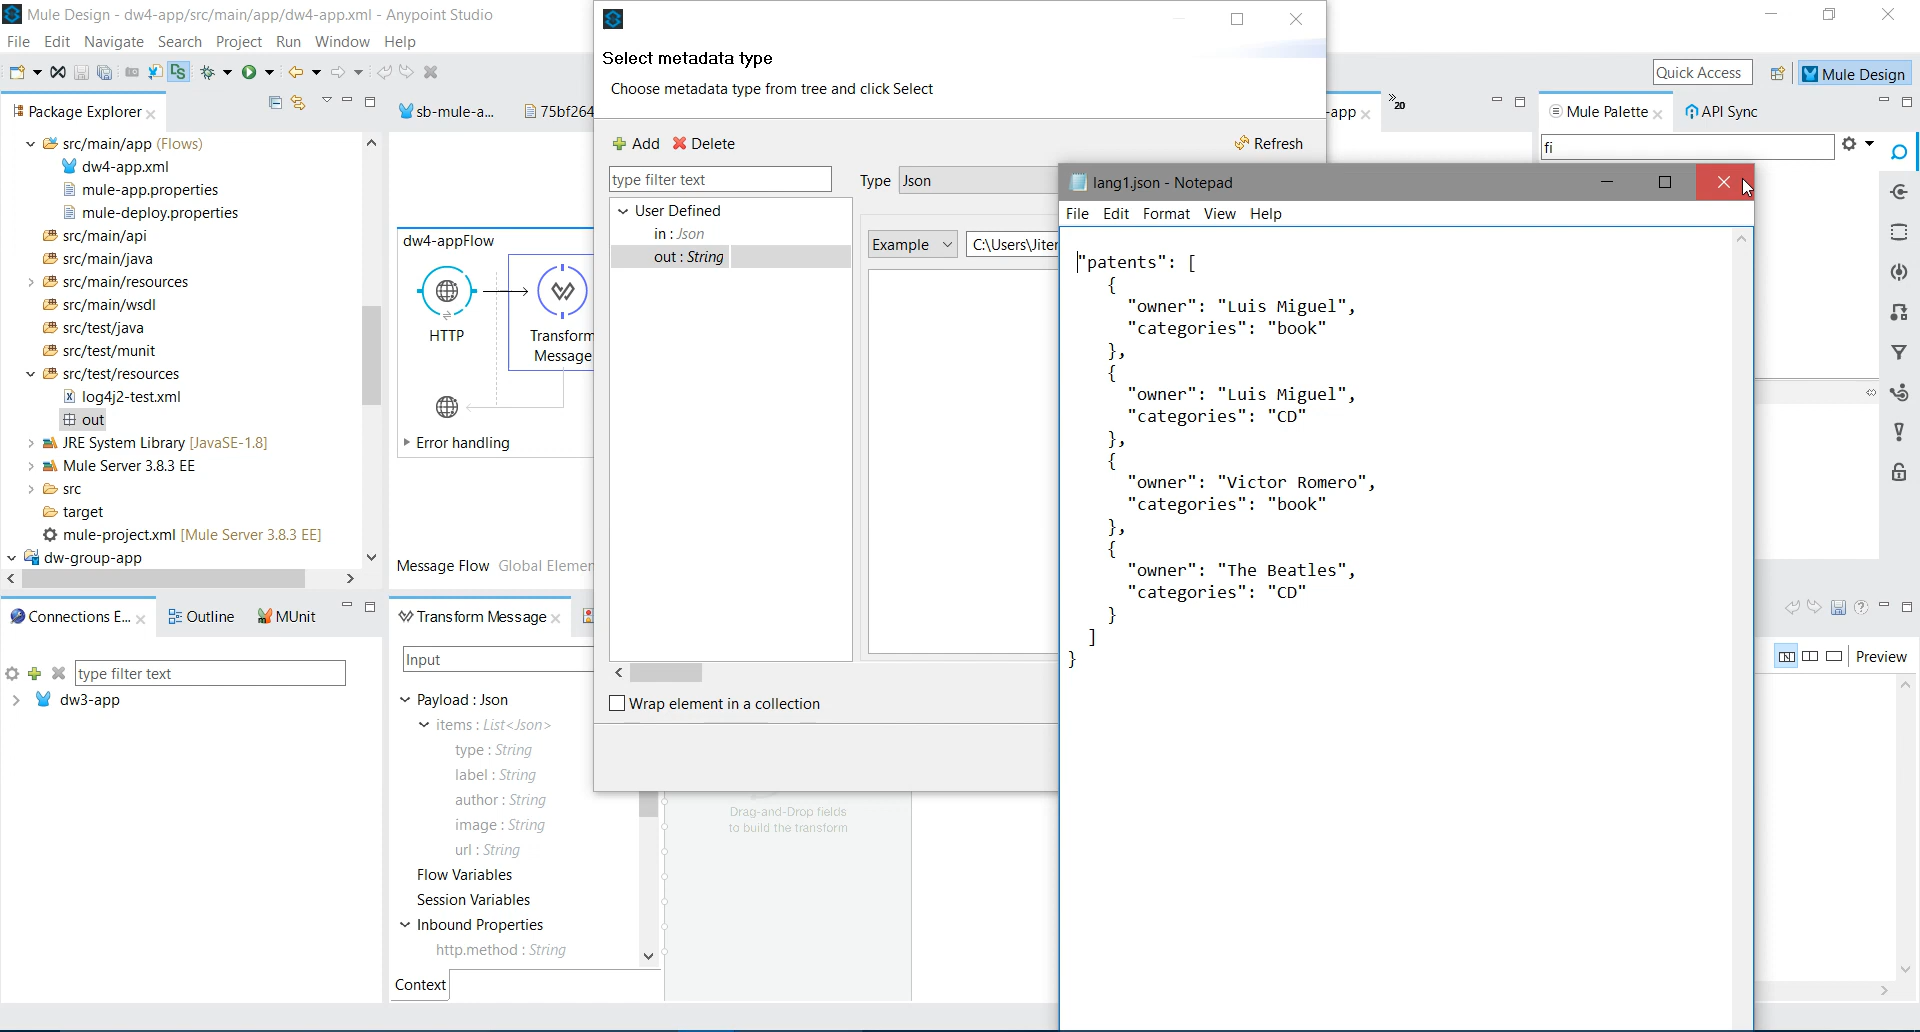 Mule Design - dw4-app/src/main/app/dw4-app.xml - Anypoint Studio
File Edit Navigate Search Project Run Window Help
Quick Access
Mule Design
Package Explorer
src/main/app (Flows)
dw4-app.xml
mule-app.properties
mule-deploy.properties
src/main/api
src/main/java
src/main/resources
src/main/wsdl
src/test/java
src/test/munit
src/test/resources
log4j2-test.xml
out
JRE System Library [JavaSE-1.8]
Mule Server 3.8.3 EE
src
target
mule-project.xml [Mule Server 3.8.3 EE]
dw-group-app
Connections E... Outline MUnit
type filter text
dw3-app
sb-mule-a... 75bf264
dw4-appFlow
HTTP
Transform
Message
Error handling
Message Flow Global Elemen
Transform Message
Input
Payload : Json
items : List<Json>
type : String
label : String
author : String
image : String
url : String
Flow Variables
Session Variables
Inbound Properties
http.method : String
Context
Drag-and-Drop fields
to build the transform
Select metadata type
Choose metadata type from tree and click Select
Add Delete
Refresh
type filter text
Type Json
User Defined
in : Json
out : String
Example
C:\Users\Jiter
Wrap element in a collection
-app
20
Mule Palette
API Sync
fi
lang1.json - Notepad
File Edit Format View Help
"patents": [
{
"owner": "Luis Miguel",
"categories": "book"
},
{
"owner": "Luis Miguel",
"categories": "CD"
},
{
"owner": "Victor Romero",
"categories": "book"
},
{
"owner": "The Beatles",
"categories": "CD"
}
]
}
Preview